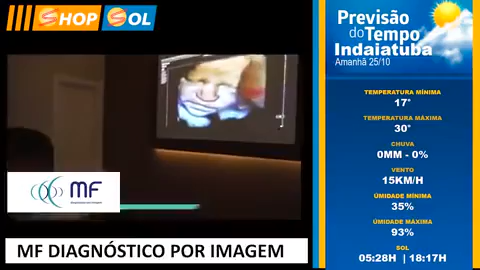 SHOP SOL
MF
MF DIAGNÓSTICO POR IMAGEM
Previsão
do Tempo
Indaiatuba
Amanhã 25/10
TEMPERATURA MÍNIMA
17°
TEMPERATURA MÁXIMA
30°
CHUVA
0MM - 0%
VENTO
15KM/H
ÚMIDADE MÍNIMA
35%
ÚMIDADE MÁXIMA
93%
SOL
05:28H | 18:17H